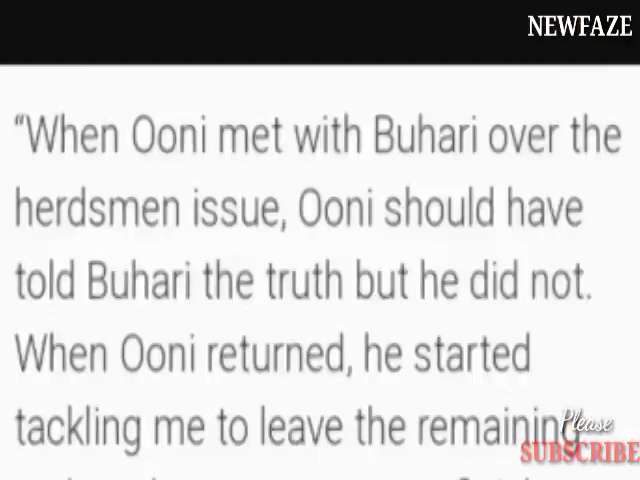 NEWFAZE
“When Ooni met with Buhari over the
herdsmen issue, Ooni should have
told Buhari the truth but he did not.
When Ooni returned, he started
tackling me to leave the remaining
Please
SUBSCRIBE